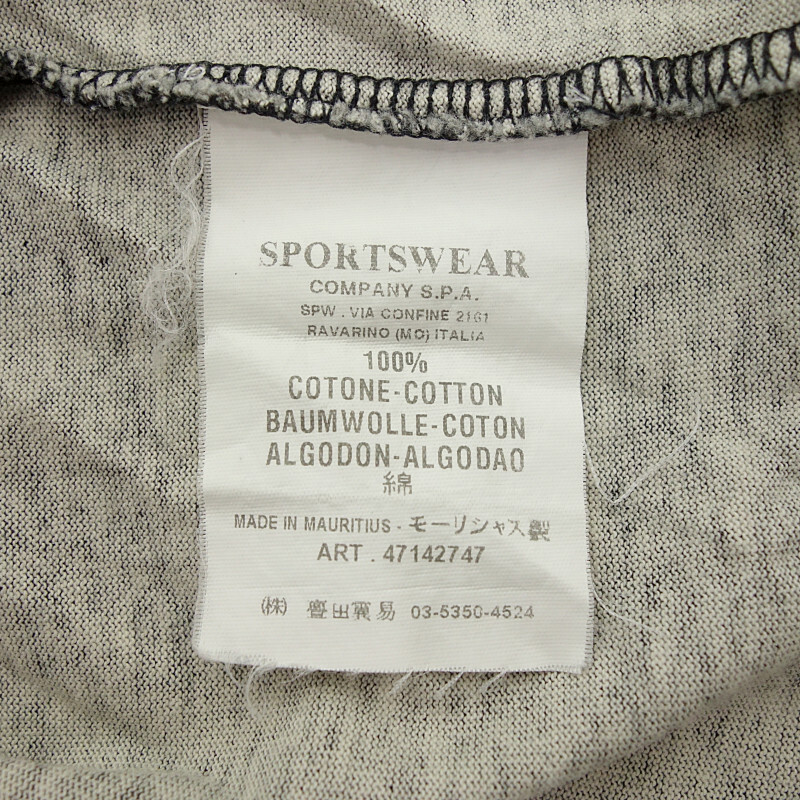 SPORTSWEAR
COMPANY S.P.A.
SPW . VIA CONFINE 2161
RAVARINO (MO) ITALIA
100%
COTONE-COTTON
BAUMWOLLE-COTON
ALGODON-ALGODAO
綿
MADE IN MAURITIUS - モーリシャス製
ART . 47142747
(株) 豊田貿易 03-5350-4524